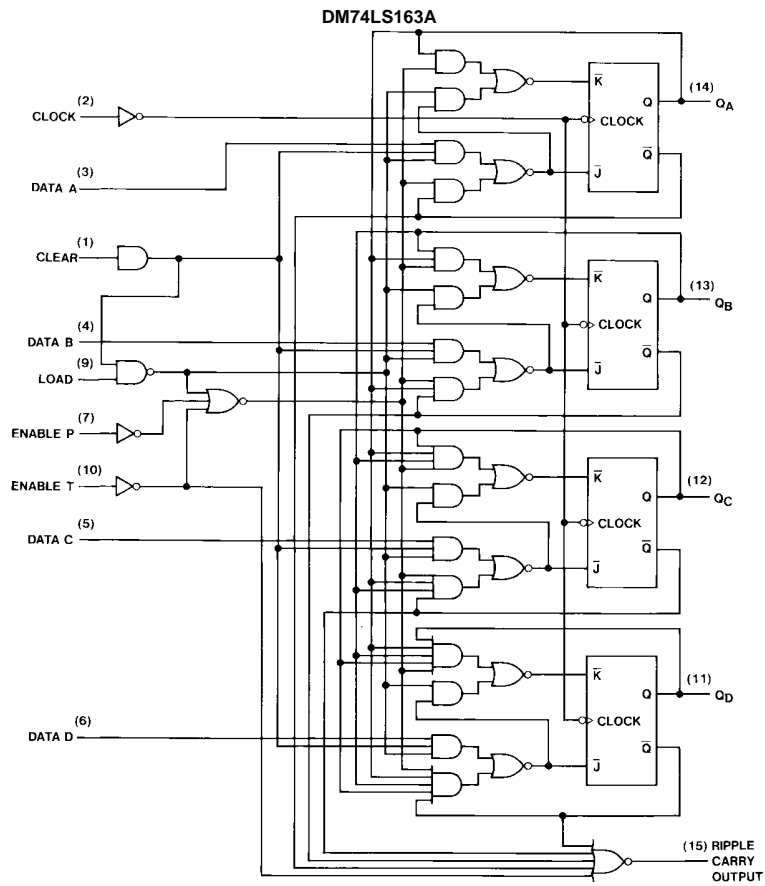 DM74LS163A
(2)
CLOCK
(3)
DATA A
(1)
CLEAR
(4)
DATA B
(9)
LOAD
(7)
ENABLE P
(10)
ENABLE T
(5)
DATA C
(6)
DATA D
K̅
Q
CLOCK
Q̅
J̅
(14)
QA
K̅
Q
CLOCK
Q̅
J̅
(13)
QB
K̅
Q
CLOCK
Q̅
J̅
(12)
QC
K̅
Q
CLOCK
Q̅
J̅
(11)
QD
(15) RIPPLE
CARRY
OUTPUT